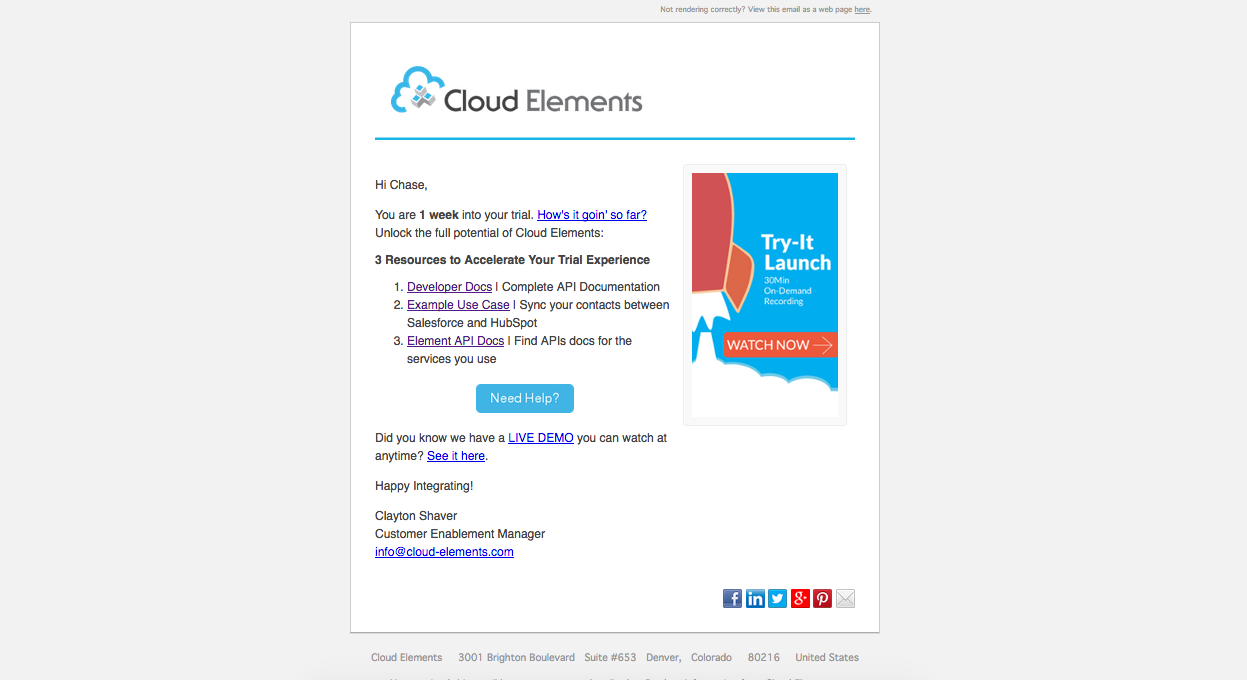 Not rendering correctly? View this email as a web page here.
Cloud Elements
Hi Chase,
You are 1 week into your trial. How's it goin' so far?
Unlock the full potential of Cloud Elements:
3 Resources to Accelerate Your Trial Experience
1. Developer Docs | Complete API Documentation
2. Example Use Case | Sync your contacts between
Salesforce and HubSpot
3. Element API Docs | Find APIs docs for the
services you use
Need Help?
Try-It
Launch
30Min
On-Demand
Recording
WATCH NOW
Did you know we have a LIVE DEMO you can watch at
anytime? See it here.
Happy Integrating!
Clayton Shaver
Customer Enablement Manager
info@cloud-elements.com
Cloud Elements 3001 Brighton Boulevard Suite #653 Denver, Colorado 80216 United States